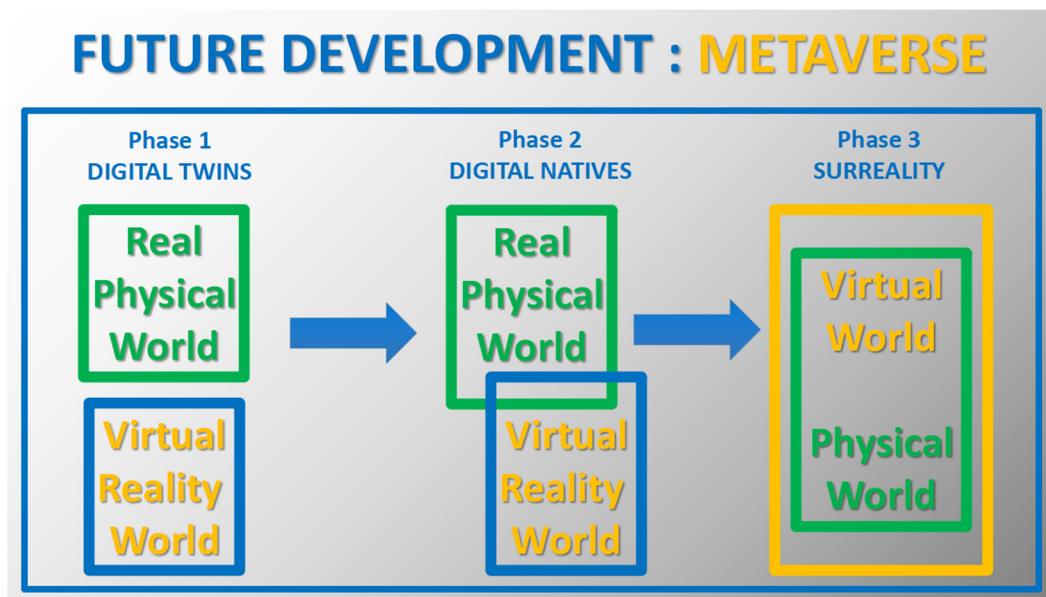 FUTURE DEVELOPMENT : METAVERSE
Phase 1
DIGITAL TWINS
Real
Physical
World
Virtual
Reality
World
Phase 2
DIGITAL NATIVES
Real
Physical
World
Virtual
Reality
World
Phase 3
SURREALITY
Virtual
World
Physical
World